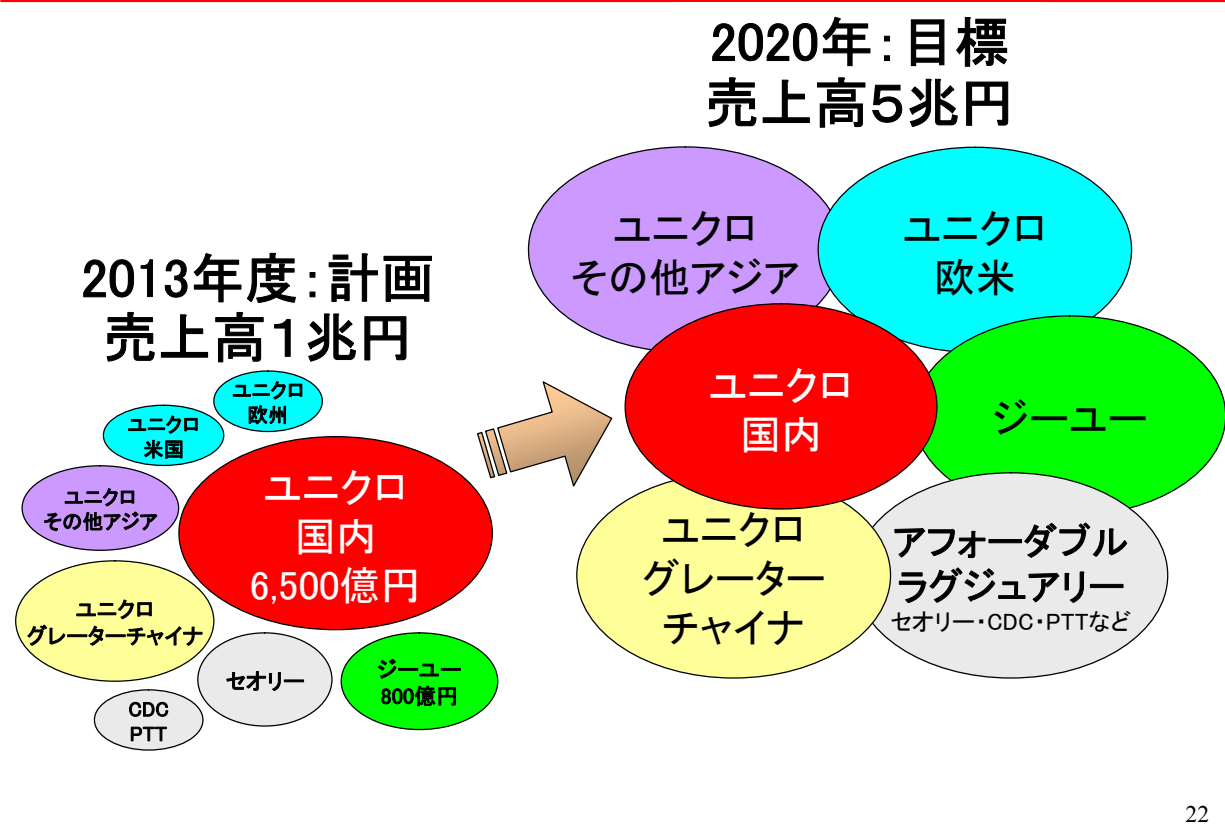 2020年：目標
売上高５兆円
ユニクロ
その他アジア
ユニクロ
欧米
ユニクロ
国内
ジーユー
ユニクロ
グレーター
チャイナ
アフォーダブル
ラグジュアリー
セオリー・CDC・PTTなど
2013年度：計画
売上高１兆円
ユニクロ
欧州
ユニクロ
米国
ユニクロ
その他アジア
ユニクロ
国内
6,500億円
ユニクロ
グレーターチャイナ
セオリー
ジーユー
800億円
CDC
PTT
22